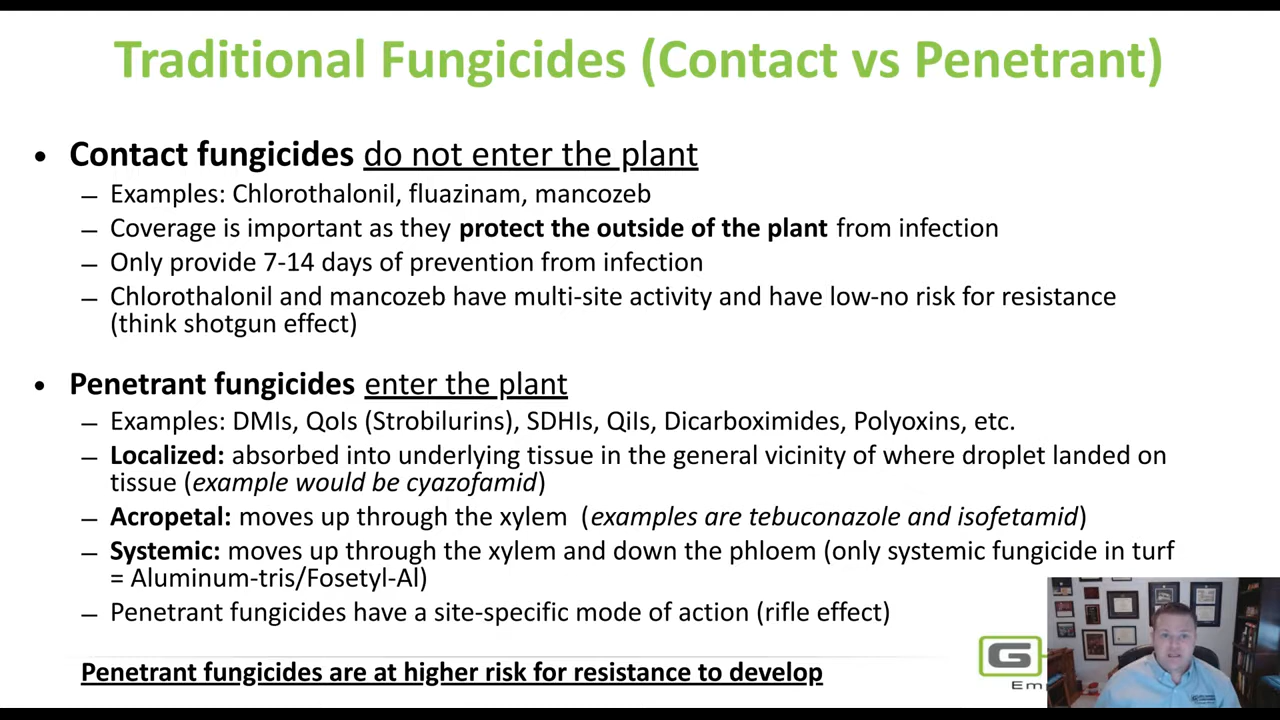 Traditional Fungicides (Contact vs Penetrant)
• Contact fungicides do not enter the plant
– Examples: Chlorothalonil, fluazinam, mancozeb
– Coverage is important as they protect the outside of the plant from infection
– Only provide 7-14 days of prevention from infection
– Chlorothalonil and mancozeb have multi-site activity and have low-no risk for resistance
(think shotgun effect)
• Penetrant fungicides enter the plant
– Examples: DMIs, QoIs (Strobilurins), SDHIs, QiIs, Dicarboximides, Polyoxins, etc.
– Localized: absorbed into underlying tissue in the general vicinity of where droplet landed on
tissue (example would be cyazofamid)
– Acropetal: moves up through the xylem (examples are tebuconazole and isofetamid)
– Systemic: moves up through the xylem and down the phloem (only systemic fungicide in turf
= Aluminum-tris/Fosetyl-Al)
– Penetrant fungicides have a site-specific mode of action (rifle effect)
Penetrant fungicides are at higher risk for resistance to develop
G
Em